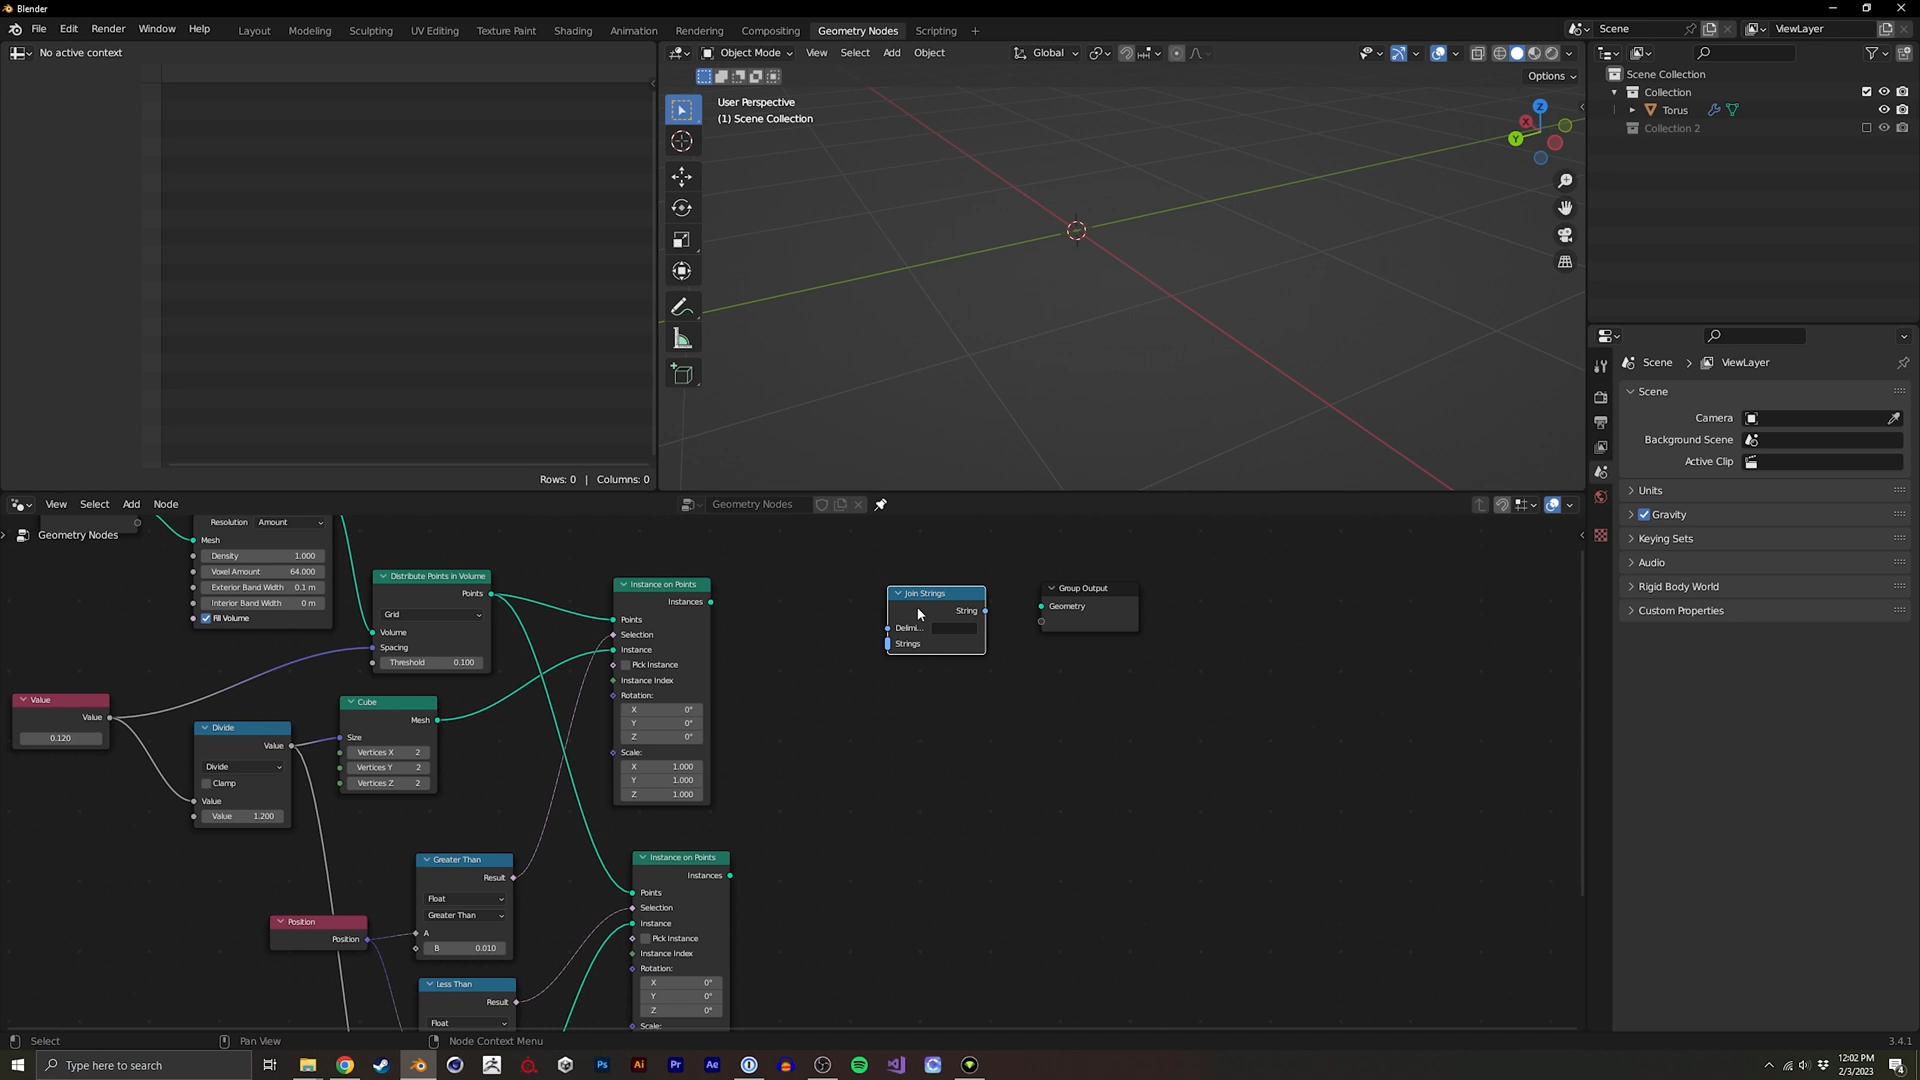 Blender
File Edit Render Window Help
Layout Modeling Sculpting UV Editing Texture Paint Shading Animation Rendering Compositing Geometry Nodes Scripting +
Scene
ViewLayer
No active context
Object Mode View Select Add Object
Global
Options
User Perspective
(1) Scene Collection
Z
X
Y
Rows: 0 | Columns: 0
Scene Collection
Collection
Torus
Collection 2
Scene > ViewLayer
Scene
Camera
Background Scene
Active Clip
Units
Gravity
Keying Sets
Audio
Rigid Body World
Custom Properties
View Select Add Node
Geometry Nodes
Geometry Nodes
Resolution Amount
Mesh
Density 1.000
Voxel Amount 64.000
Exterior Band Width 0.1 m
Interior Band Width 0 m
Fill Volume
Distribute Points in Volume
Points
Grid
Volume
Spacing
Threshold 0.100
Instance on Points
Instances
Points
Selection
Instance
Pick Instance
Instance Index
Rotation:
X 0°
Y 0°
Z 0°
Scale:
X 1.000
Y 1.000
Z 1.000
Join Strings
String
Delimi...
Strings
Group Output
Geometry
Value
Value
0.120
Divide
Value
Divide
Clamp
Value
Value 1.200
Cube
Mesh
Size
Vertices X 2
Vertices Y 2
Vertices Z 2
Greater Than
Result
Float
Greater Than
A
B 0.010
Position
Position
Less Than
Result
Float
Instance on Points
Instances
Points
Selection
Instance
Pick Instance
Instance Index
Rotation:
X 0°
Y 0°
Z 0°
Scale:
Select
Pan View
Node Context Menu
3.4.1
Type here to search
Ps
Ai
Pr
Ae
12:02 PM
2/3/2023
4